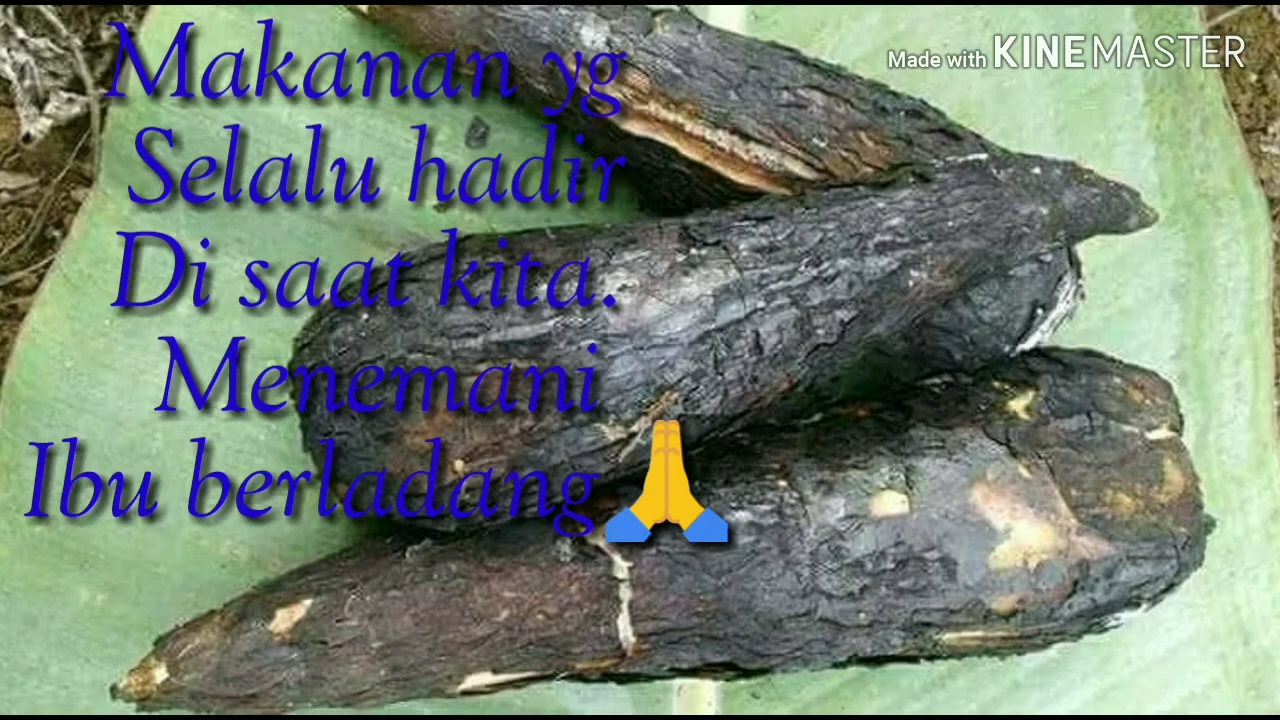 Makanan yg
Selalu hadir
Di saat kita.
Menemani
Ibu berladang🙏
Made with KINEMASTER